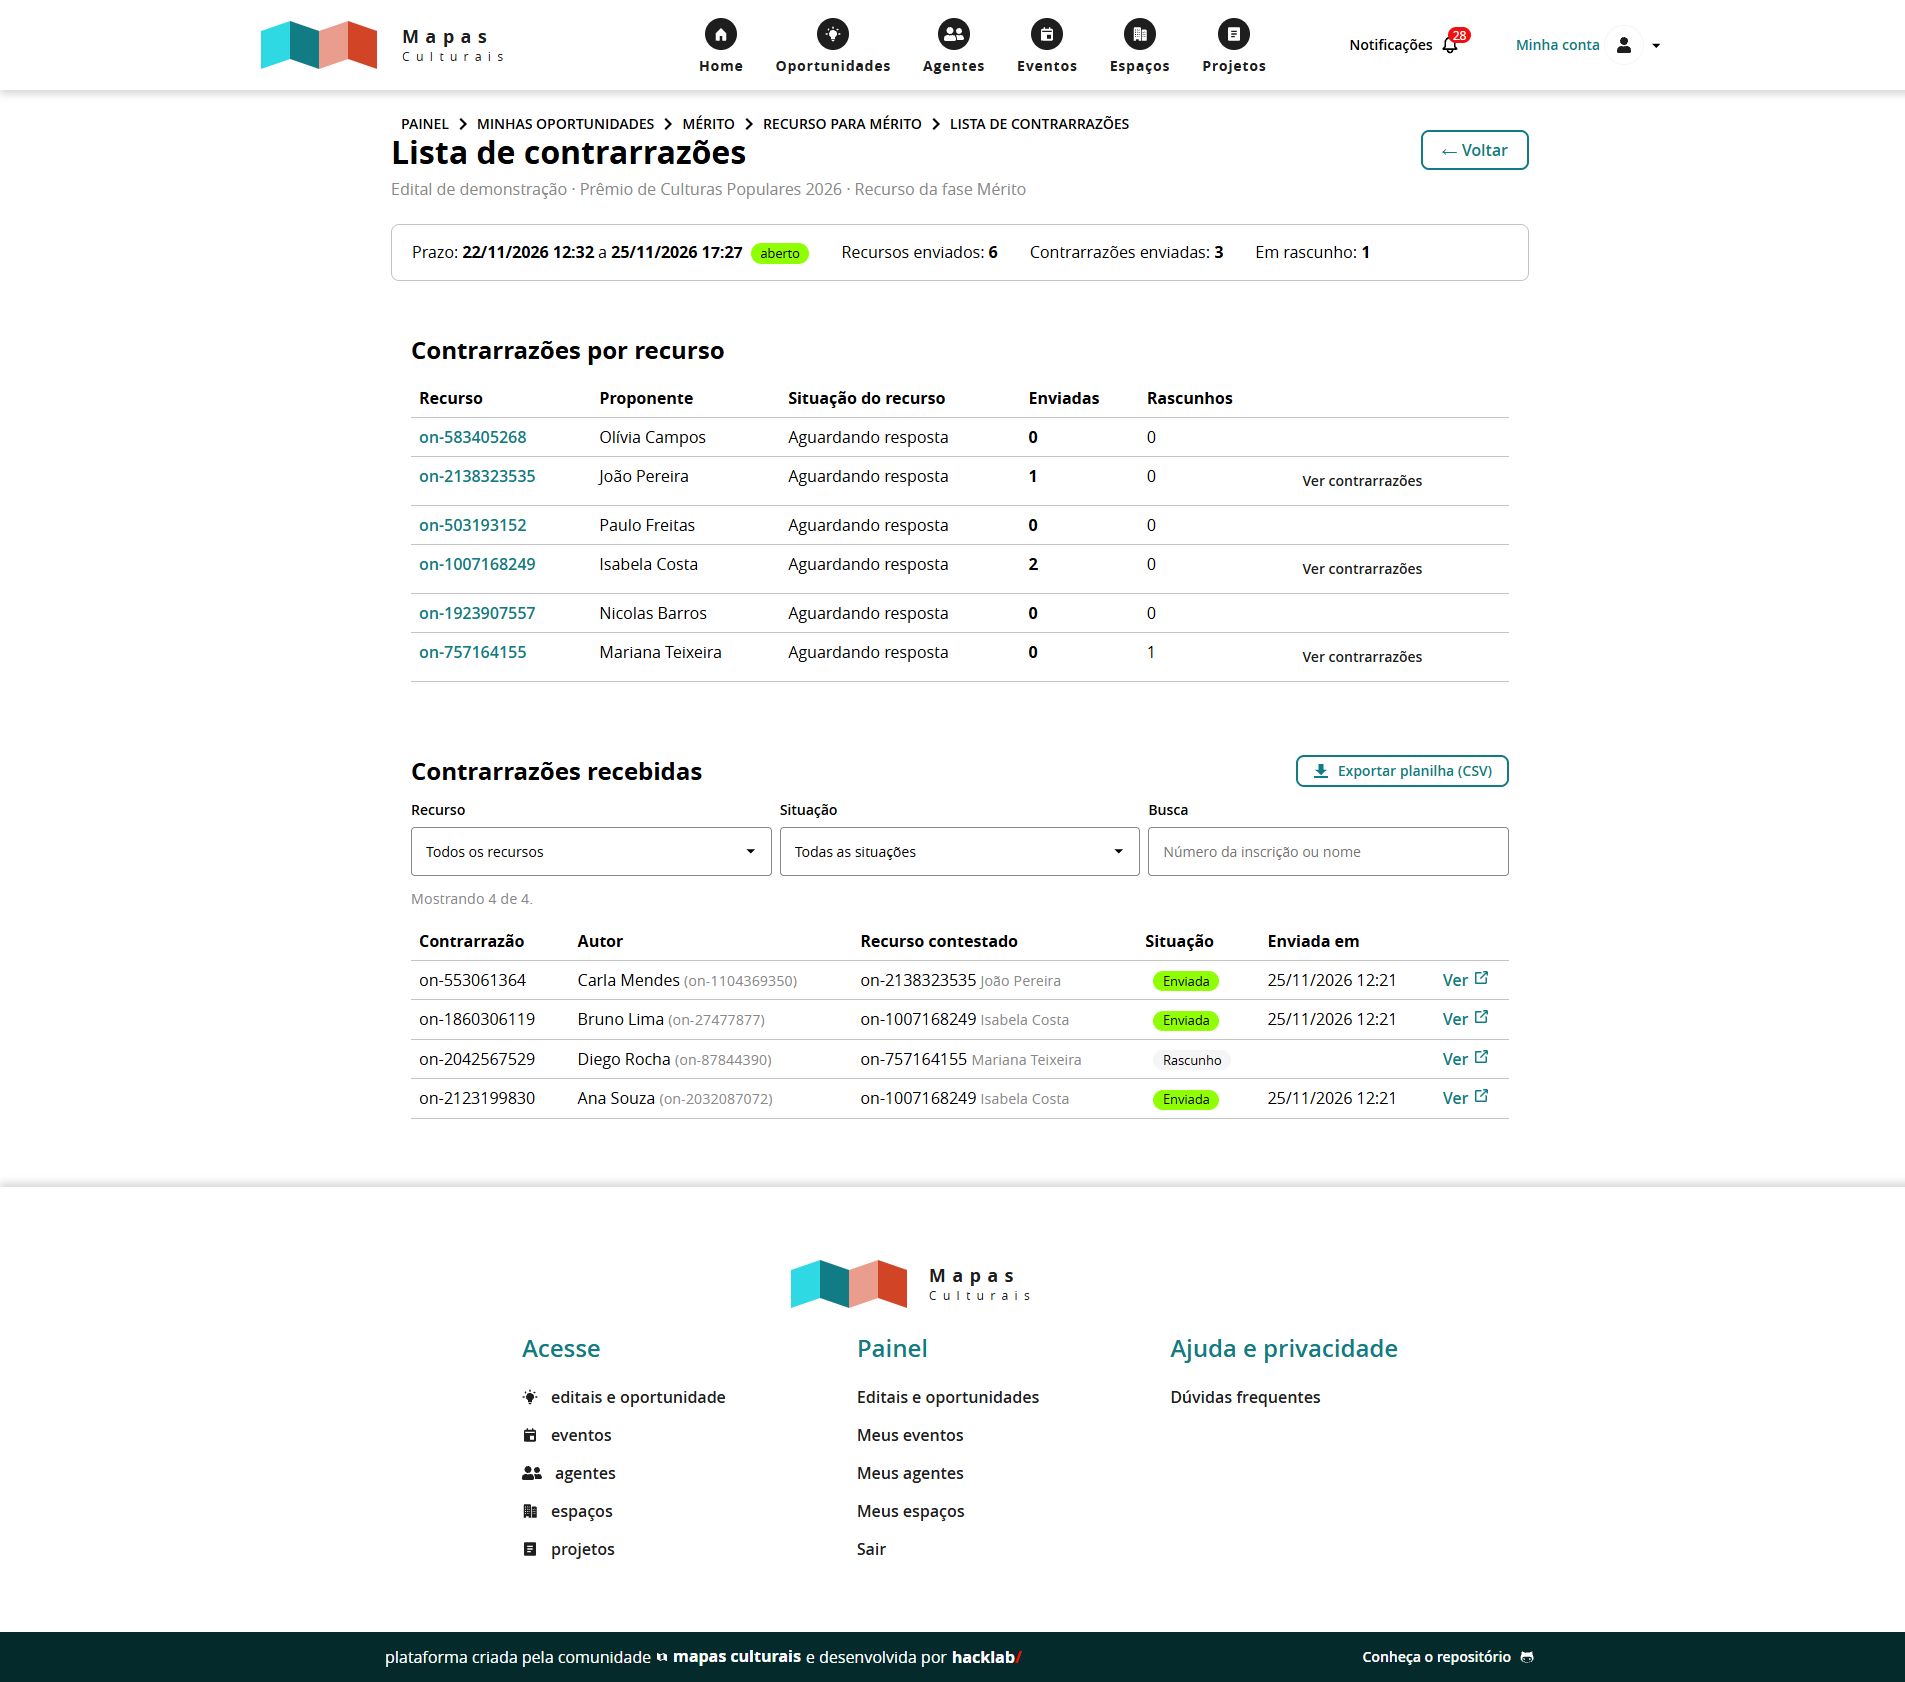 Mapas
Culturais
Home
Oportunidades
Agentes
Eventos
Espaços
Projetos
Notificações 28
Minha conta
PAINEL MINHAS OPORTUNIDADES MÉRITO RECURSO PARA MÉRITO LISTA DE CONTRARRAZÕES
Lista de contrarrazões
← Voltar
Edital de demonstração · Prêmio de Culturas Populares 2026 · Recurso da fase Mérito
Prazo: 22/11/2026 12:32 a 25/11/2026 17:27 aberto Recursos enviados: 6 Contrarrazões enviadas: 3 Em rascunho: 1
Contrarrazões por recurso
Recurso Proponente Situação do recurso Enviadas Rascunhos
on-583405268 Olívia Campos Aguardando resposta 0 0
on-2138323535 João Pereira Aguardando resposta 1 0 Ver contrarrazões
on-503193152 Paulo Freitas Aguardando resposta 0 0
on-1007168249 Isabela Costa Aguardando resposta 2 0 Ver contrarrazões
on-1923907557 Nicolas Barros Aguardando resposta 0 0
on-757164155 Mariana Teixeira Aguardando resposta 0 1 Ver contrarrazões
Contrarrazões recebidas
Exportar planilha (CSV)
Recurso Situação Busca
Todos os recursos Todas as situações Número da inscrição ou nome
Mostrando 4 de 4.
Contrarrazão Autor Recurso contestado Situação Enviada em
on-553061364 Carla Mendes (on-1104369350) on-2138323535 João Pereira Enviada 25/11/2026 12:21 Ver
on-1860306119 Bruno Lima (on-27477877) on-1007168249 Isabela Costa Enviada 25/11/2026 12:21 Ver
on-2042567529 Diego Rocha (on-87844390) on-757164155 Mariana Teixeira Rascunho Ver
on-2123199830 Ana Souza (on-2032087072) on-1007168249 Isabela Costa Enviada 25/11/2026 12:21 Ver
Mapas
Culturais
Acesse
editais e oportunidade
eventos
agentes
espaços
projetos
Painel
Editais e oportunidades
Meus eventos
Meus agentes
Meus espaços
Sair
Ajuda e privacidade
Dúvidas frequentes
plataforma criada pela comunidade mapas culturais e desenvolvida por hacklab/
Conheça o repositório